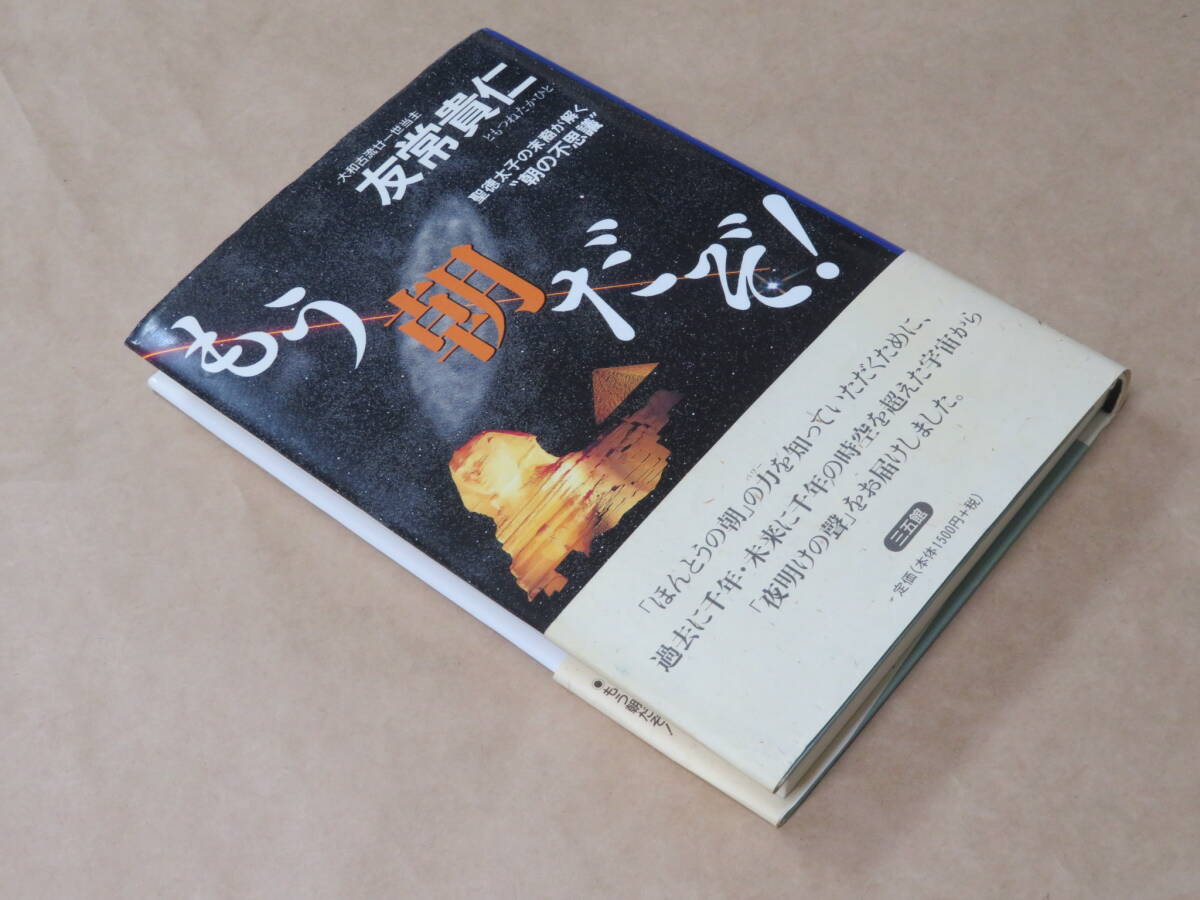 大和古流廿一世当主
友常貴仁
ともつねたかひと
聖徳太子の末裔が解く
“朝の不思議”
もう朝だぞ!
「ほんとうの朝」の力を知っていただくために、
過去に千年・未来に千年の時空を超えた宇宙から
「夜明けの聲」をお届けしました。
三五館
定価(本体1500円+税)
●もう朝だぞ!